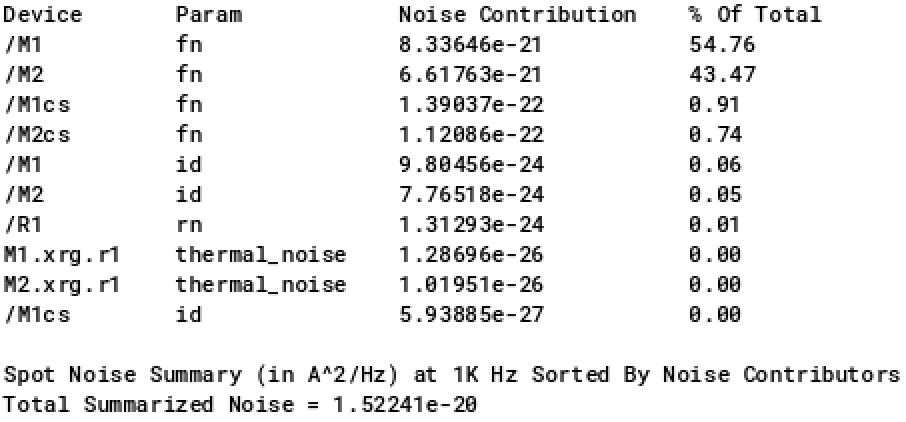 Device Param Noise Contribution % Of Total
/M1 fn 8.33646e-21 54.76
/M2 fn 6.61763e-21 43.47
/M1cs fn 1.39037e-22 0.91
/M2cs fn 1.12086e-22 0.74
/M1 id 9.80456e-24 0.06
/M2 id 7.76518e-24 0.05
/R1 rn 1.31293e-24 0.01
M1.xrg.r1 thermal_noise 1.28696e-26 0.00
M2.xrg.r1 thermal_noise 1.01951e-26 0.00
/M1cs id 5.93885e-27 0.00
Spot Noise Summary (in A^2/Hz) at 1K Hz Sorted By Noise Contributors
Total Summarized Noise = 1.52241e-20